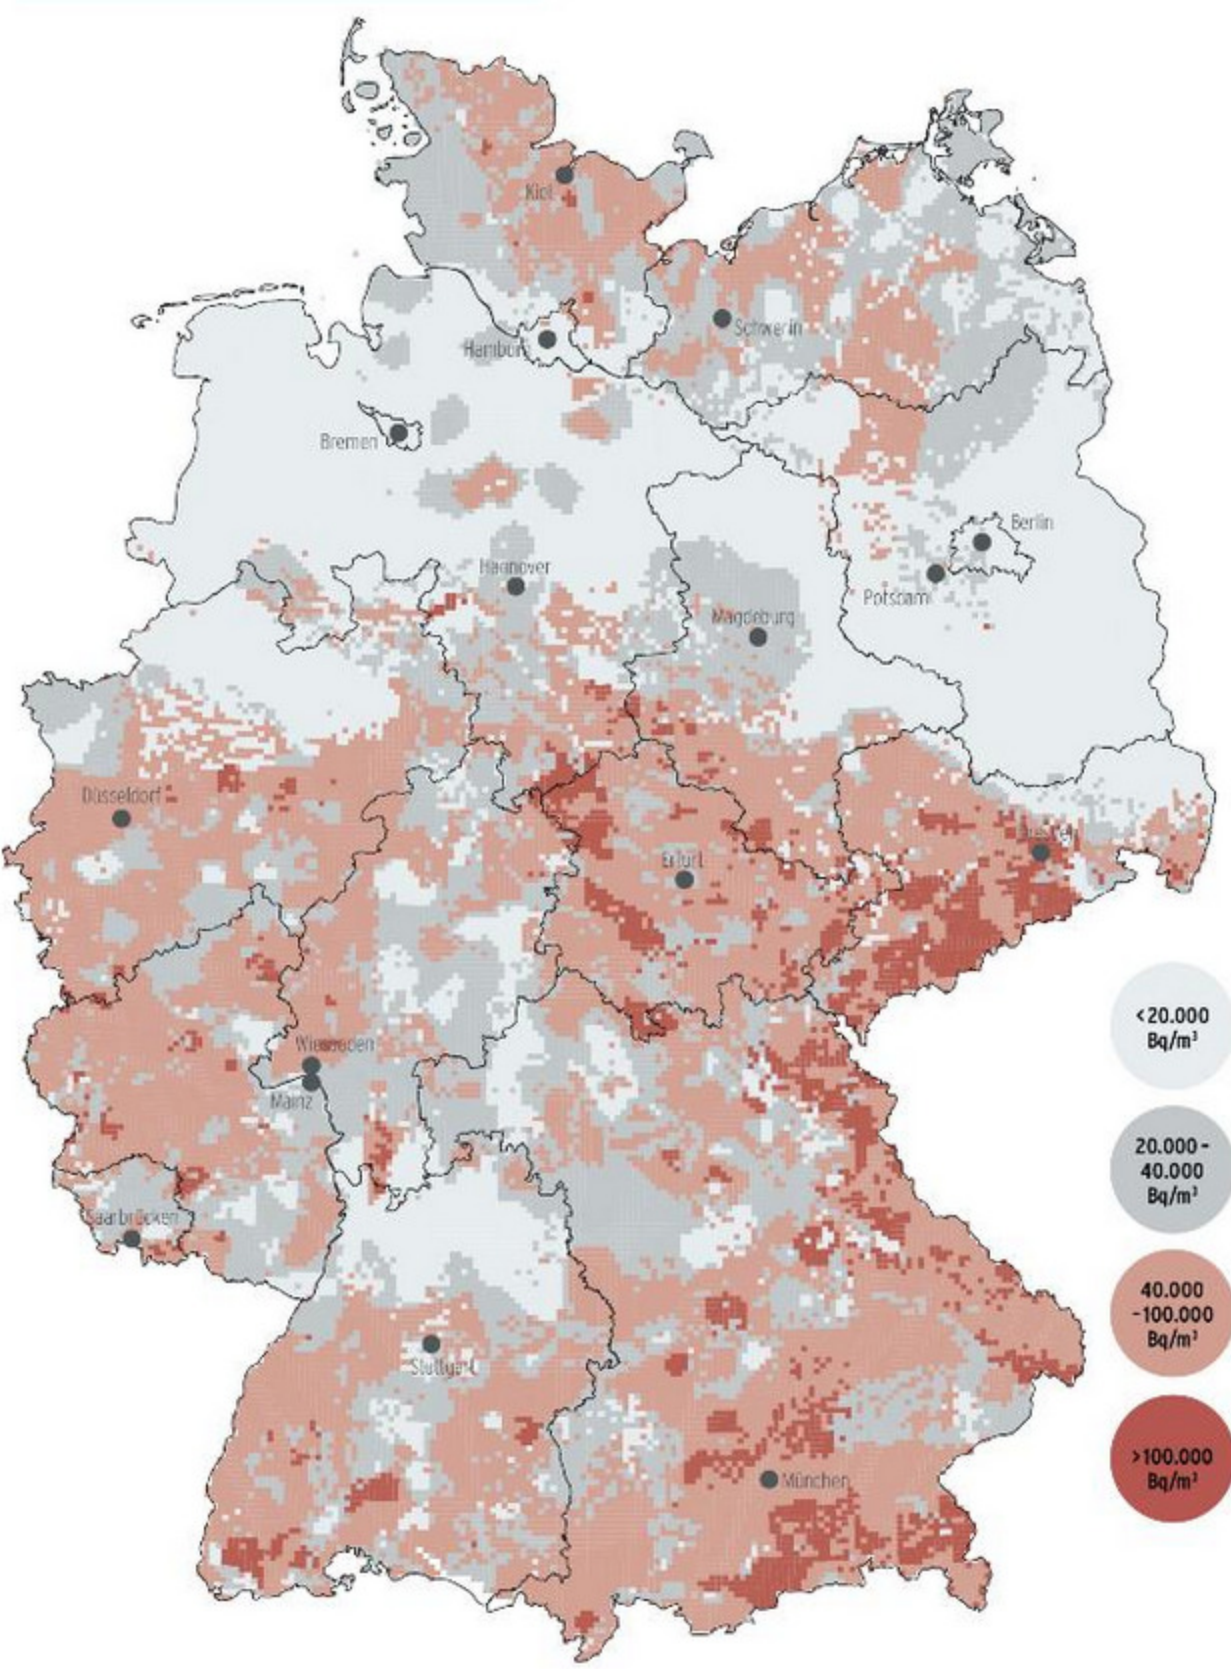 Kiel
Schwerin
Hamburg
Bremen
Berlin
Hannover
Potsdam
Magdeburg
Düsseldorf
Dresden
Erfurt
<20.000
Bq/m³
Wiesbaden
Mainz
20.000 -
40.000
Bq/m³
Saarbrücken
40.000
-100.000
Bq/m³
Stuttgart
>100.000
Bq/m³
München